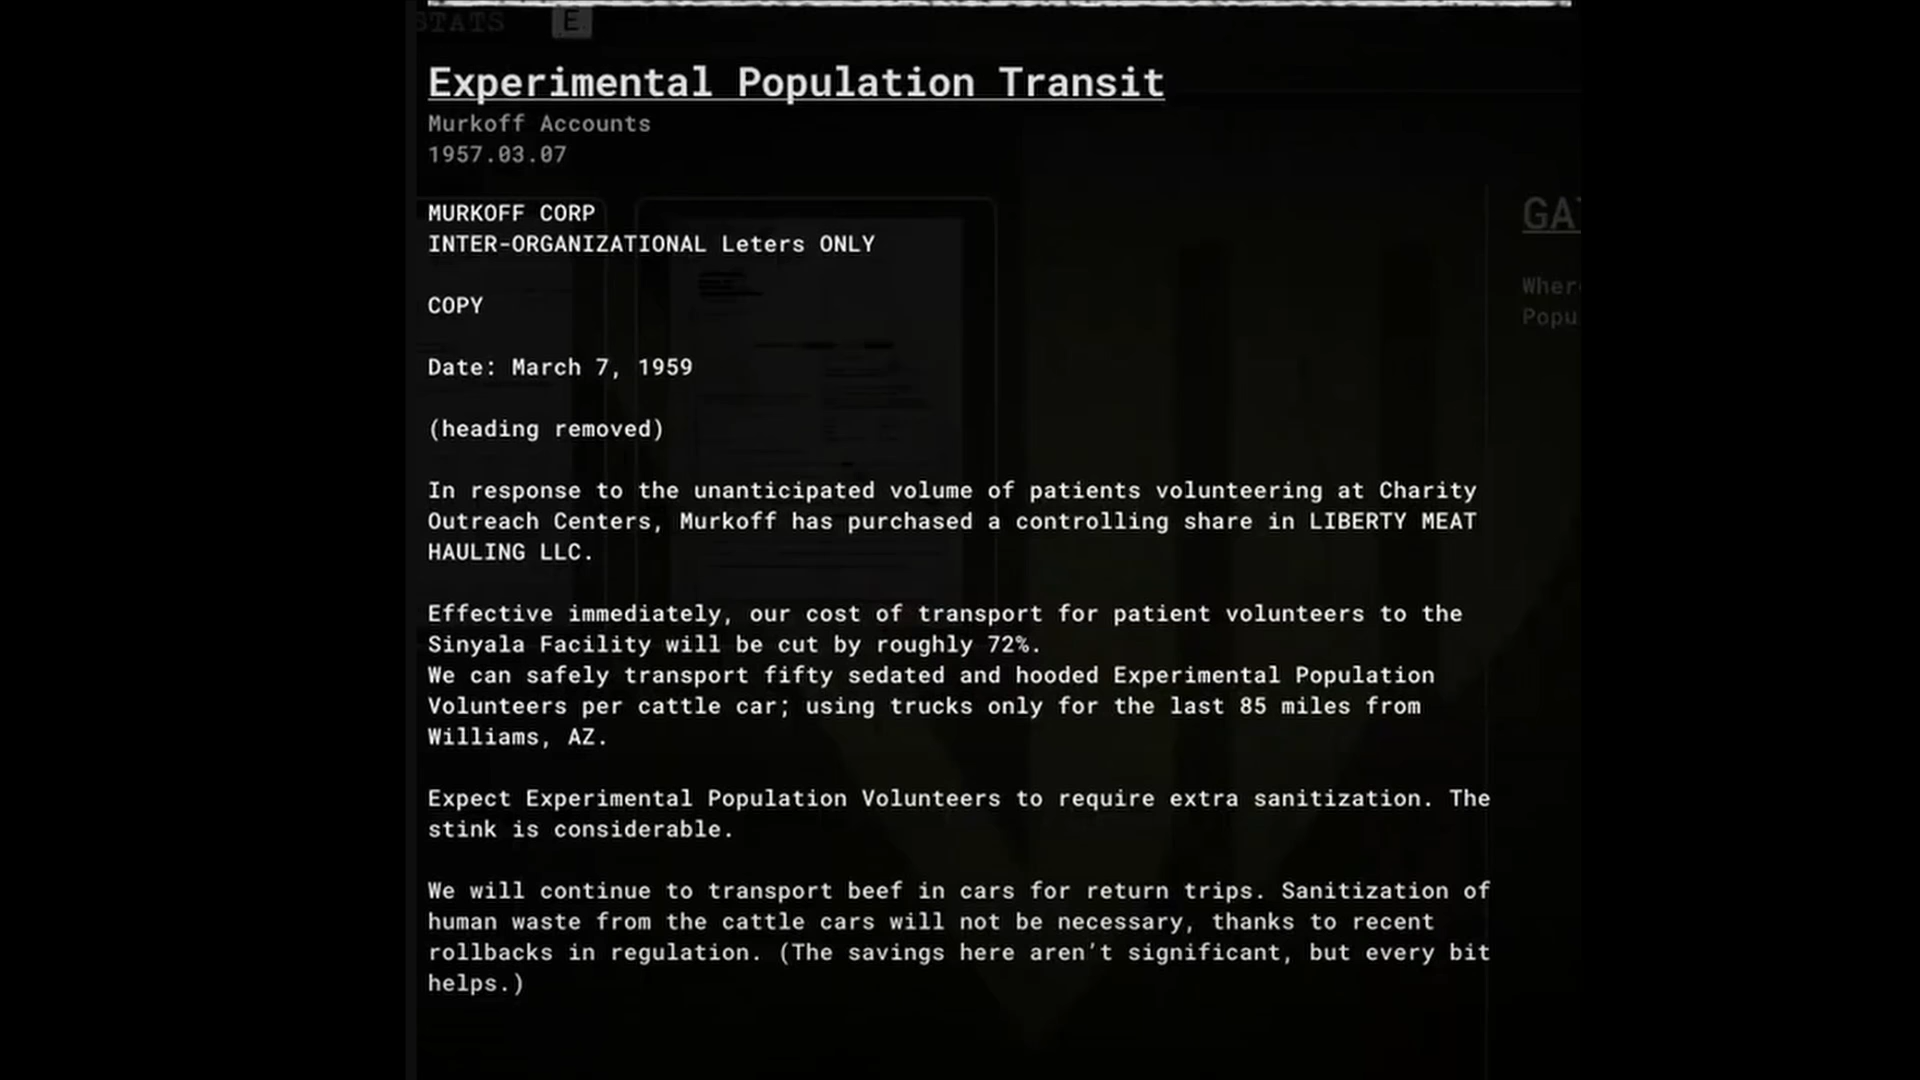 STATS E
Experimental Population Transit
Murkoff Accounts
1957.03.07
MURKOFF CORP
INTER-ORGANIZATIONAL Leters ONLY
COPY
Date: March 7, 1959
(heading removed)
In response to the unanticipated volume of patients volunteering at Charity
Outreach Centers, Murkoff has purchased a controlling share in LIBERTY MEAT
HAULING LLC.
Effective immediately, our cost of transport for patient volunteers to the
Sinyala Facility will be cut by roughly 72%.
We can safely transport fifty sedated and hooded Experimental Population
Volunteers per cattle car; using trucks only for the last 85 miles from
Williams, AZ.
Expect Experimental Population Volunteers to require extra sanitization. The
stink is considerable.
We will continue to transport beef in cars for return trips. Sanitization of
human waste from the cattle cars will not be necessary, thanks to recent
rollbacks in regulation. (The savings here aren't significant, but every bit
helps.)